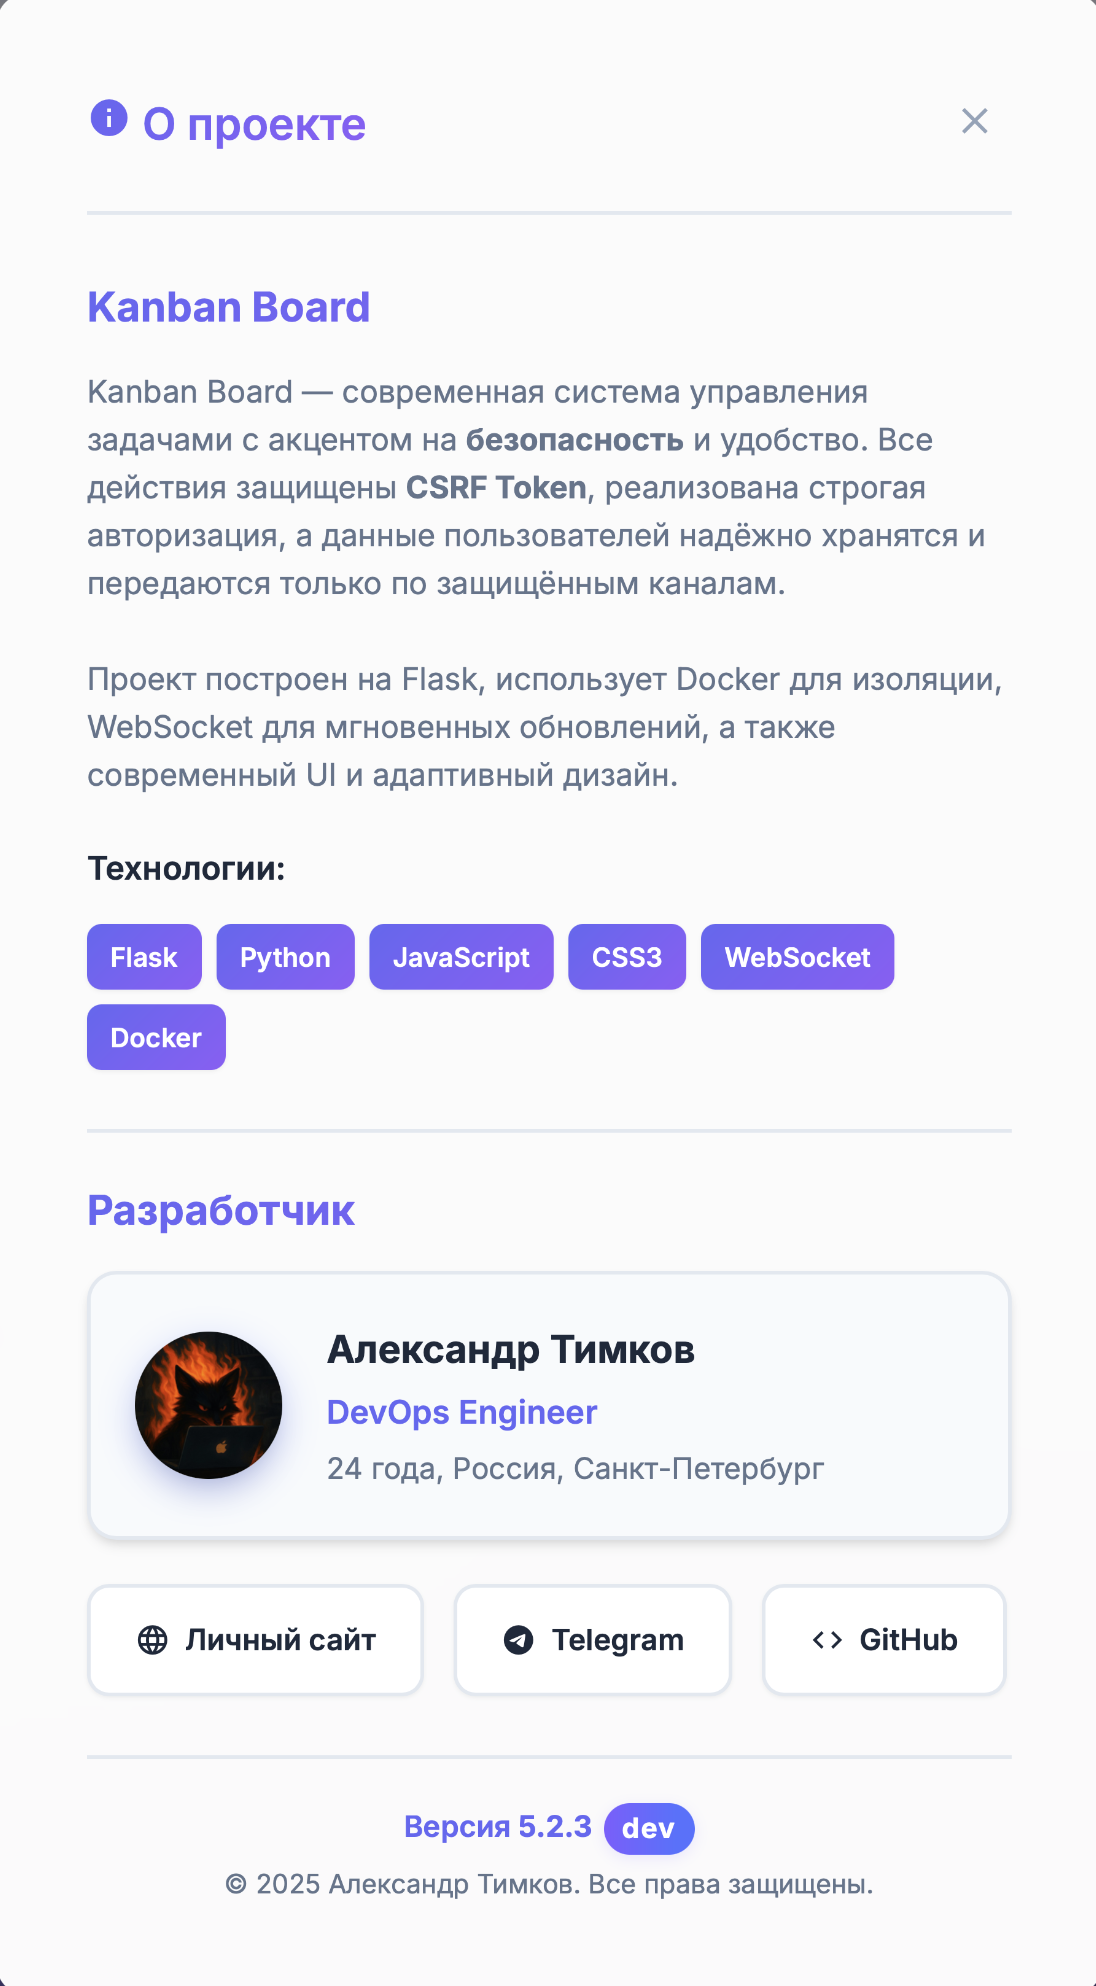 О проекте
Kanban Board
Kanban Board — современная система управления
задачами с акцентом на безопасность и удобство. Все
действия защищены CSRF Token, реализована строгая
авторизация, а данные пользователей надёжно хранятся и
передаются только по защищённым каналам.
Проект построен на Flask, использует Docker для изоляции,
WebSocket для мгновенных обновлений, а также
современный UI и адаптивный дизайн.
Технологии:
Flask Python JavaScript CSS3 WebSocket
Docker
Разработчик
Александр Тимков
DevOps Engineer
24 года, Россия, Санкт-Петербург
Личный сайт Telegram GitHub
Версия 5.2.3 dev
© 2025 Александр Тимков. Все права защищены.